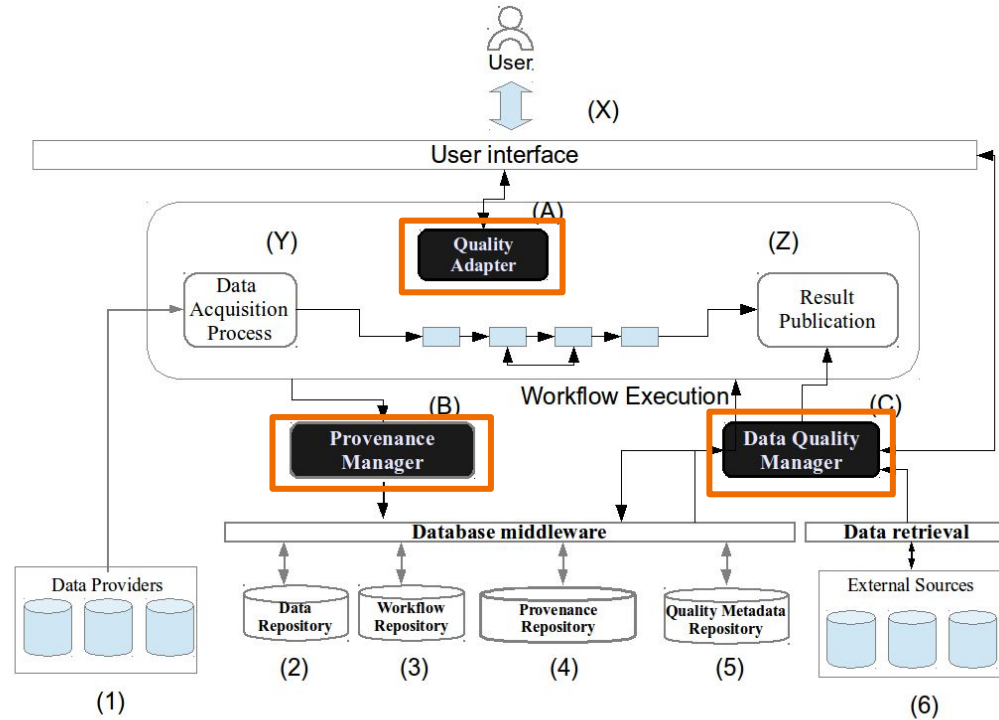 User
(X)
User interface
(A)
(Y)
(Z)
Quality
Adapter
Data
Acquisition
Process
Result
Publication
Workflow Execution
(B)
(C)
Provenance
Manager
Data Quality
Manager
Database middleware
Data retrieval
Data Providers
External Sources
Data
Repository
Workflow
Repository
Provenance
Repository
Quality Metadata
Repository
(1)
(2)
(3)
(4)
(5)
(6)